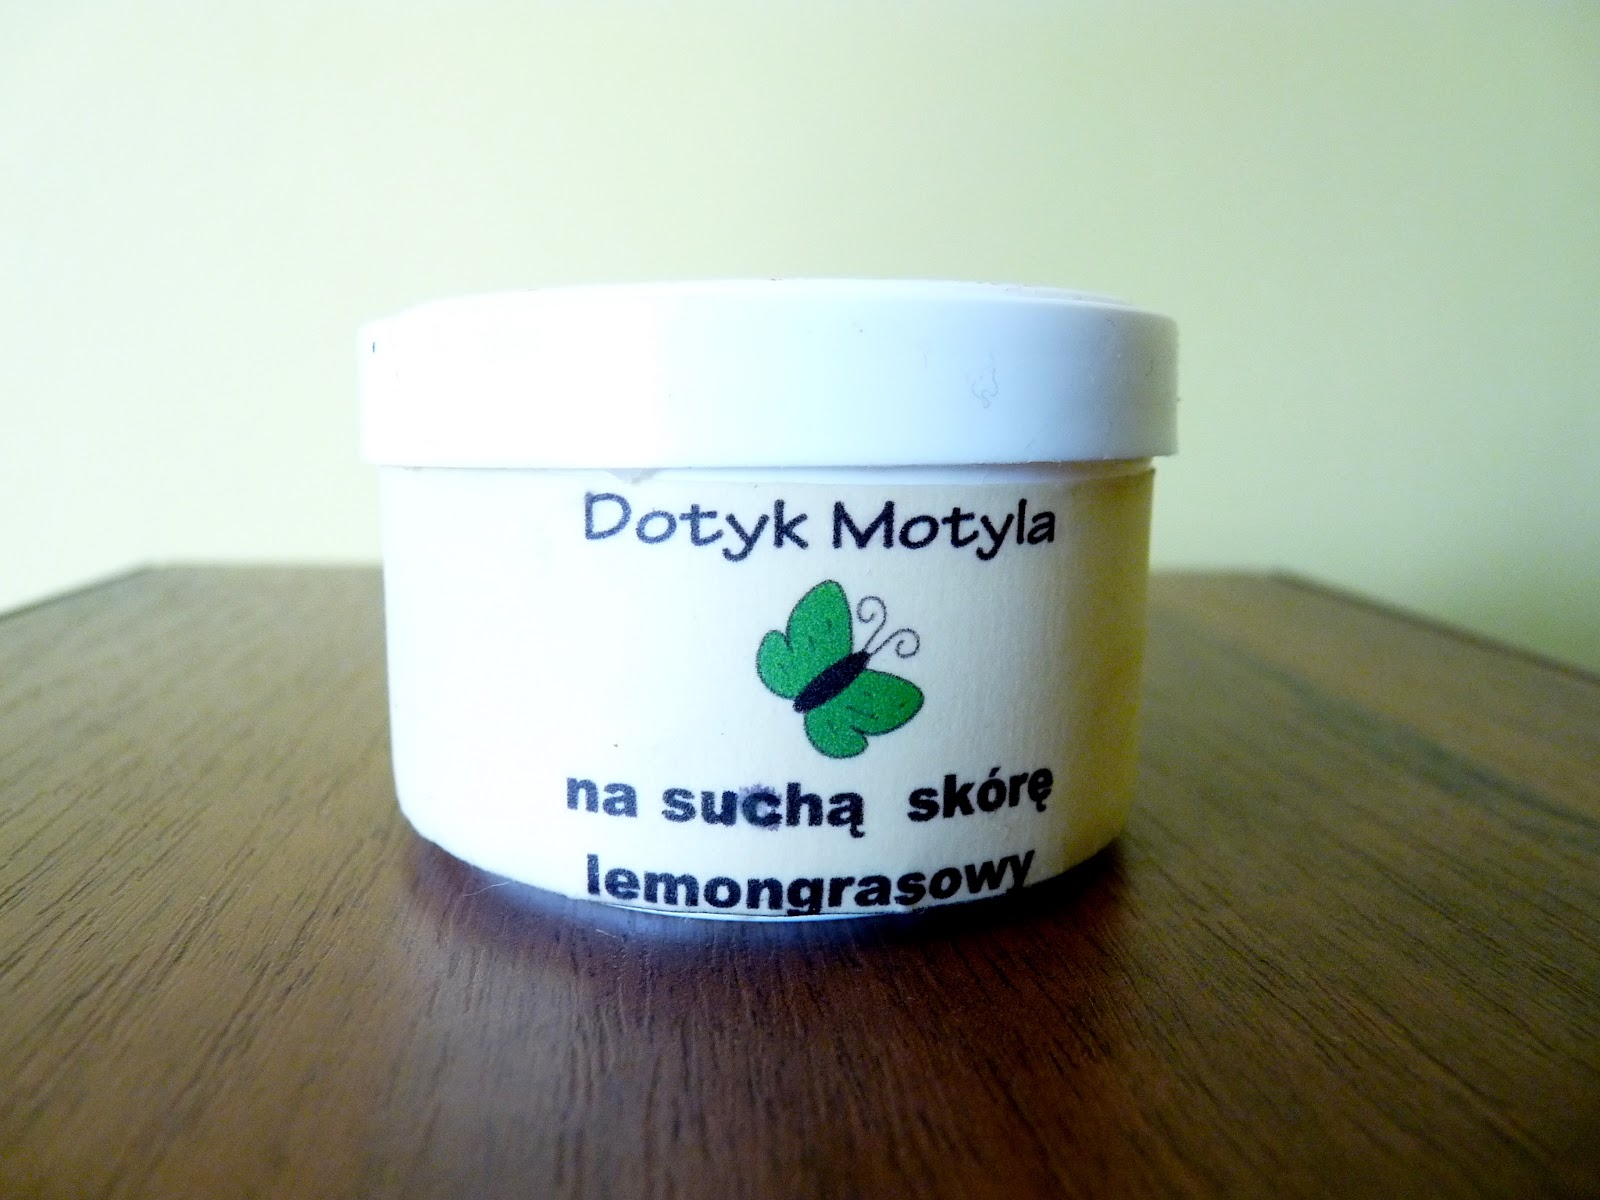 Dotyk Motyla
na suchą skórę
lemongrasowy